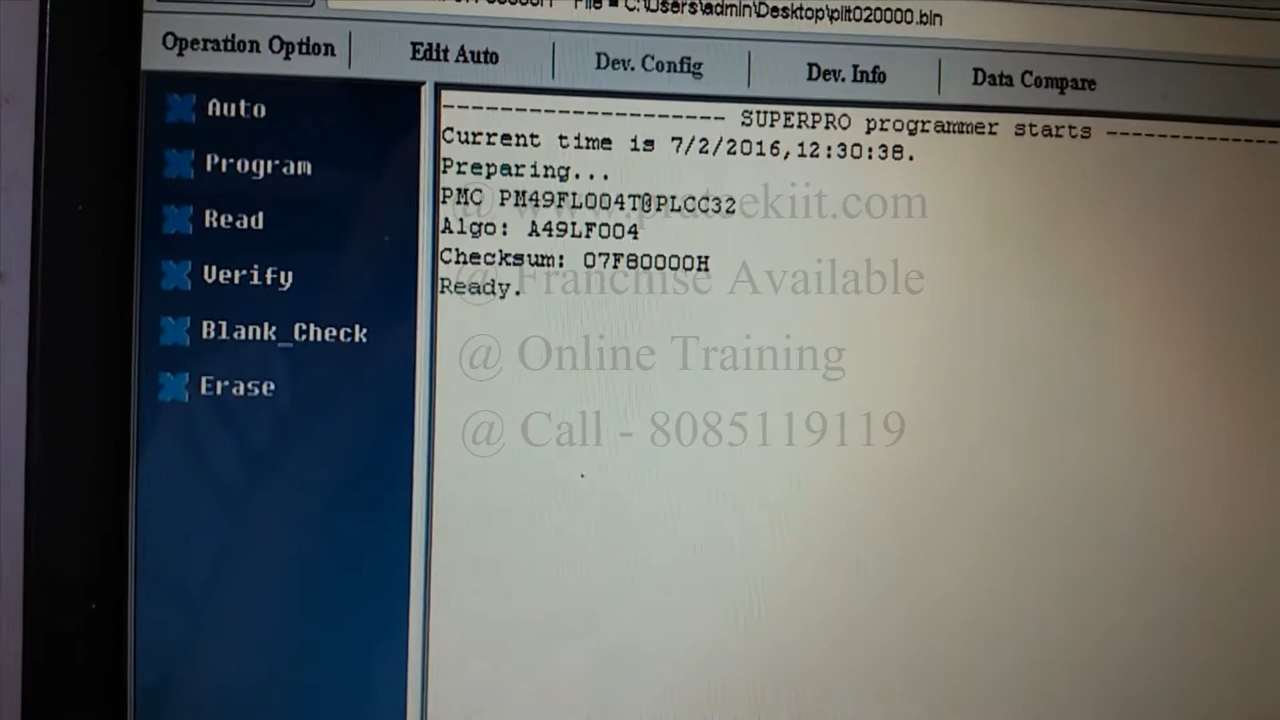 File = C:\Users\admin\Desktop\plit020000.bin
Operation Option
Edit Auto
Dev. Config
Dev. Info
Data Compare
Auto
Program
Read
Verify
Blank_Check
Erase
-------------------- SUPERPRO programmer starts ------------
Current time is 7/2/2016,12:30:38.
Preparing...
PMC PM49FL004T@PLCC32
Algo: A49LF004
Checksum: 07F80000H
Ready.
@ www.prateekiit.com
@ Franchise Available
@ Online Training
@ Call - 8085119119